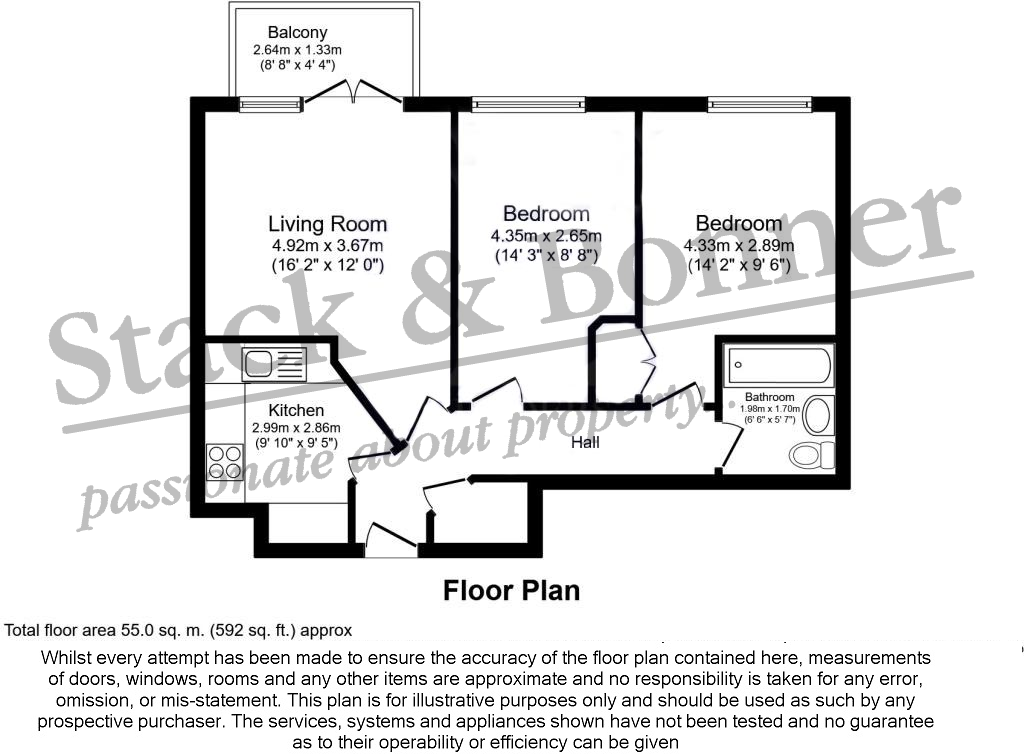 Balcony
2.64m x 1.33m
(8' 8" x 4' 4")
Living Room
4.92m x 3.67m
(16' 2" x 12' 0")
Bedroom
4.35m x 2.65m
(14' 3" x 8' 8")
Bedroom
4.33m x 2.89m
(14' 2" x 9' 6")
Stack & Bonner
passionate about property...
Kitchen
2.99m x 2.86m
(9' 10" x 9' 5")
Bathroom
1.98m x 1.70m
(6' 6" x 5' 7")
Hall
Floor Plan
Total floor area 55.0 sq. m. (592 sq. ft.) approx
Whilst every attempt has been made to ensure the accuracy of the floor plan contained here, measurements
of doors, windows, rooms and any other items are approximate and no responsibility is taken for any error,
omission, or mis-statement. This plan is for illustrative purposes only and should be used as such by any
prospective purchaser. The services, systems and appliances shown have not been tested and no guarantee
as to their operability or efficiency can be given